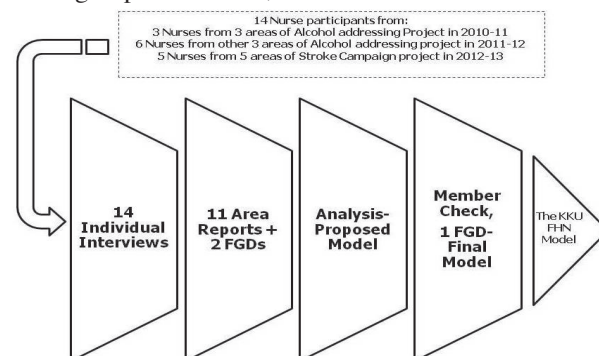 14 Nurse participants from:
3 Nurses from 3 areas of Alcohol addressing Project in 2010-11
6 Nurses from other 3 areas of Alcohol addressing project in 2011-12
5 Nurses from 5 areas of Stroke Campaign project in 2012-13
14
Individual
Interviews
11 Area
Reports +
2 FGDs
Analysis-
Proposed
Model
Member
Check,
1 FGD-
Final
Model
The KKU
FHN
Model